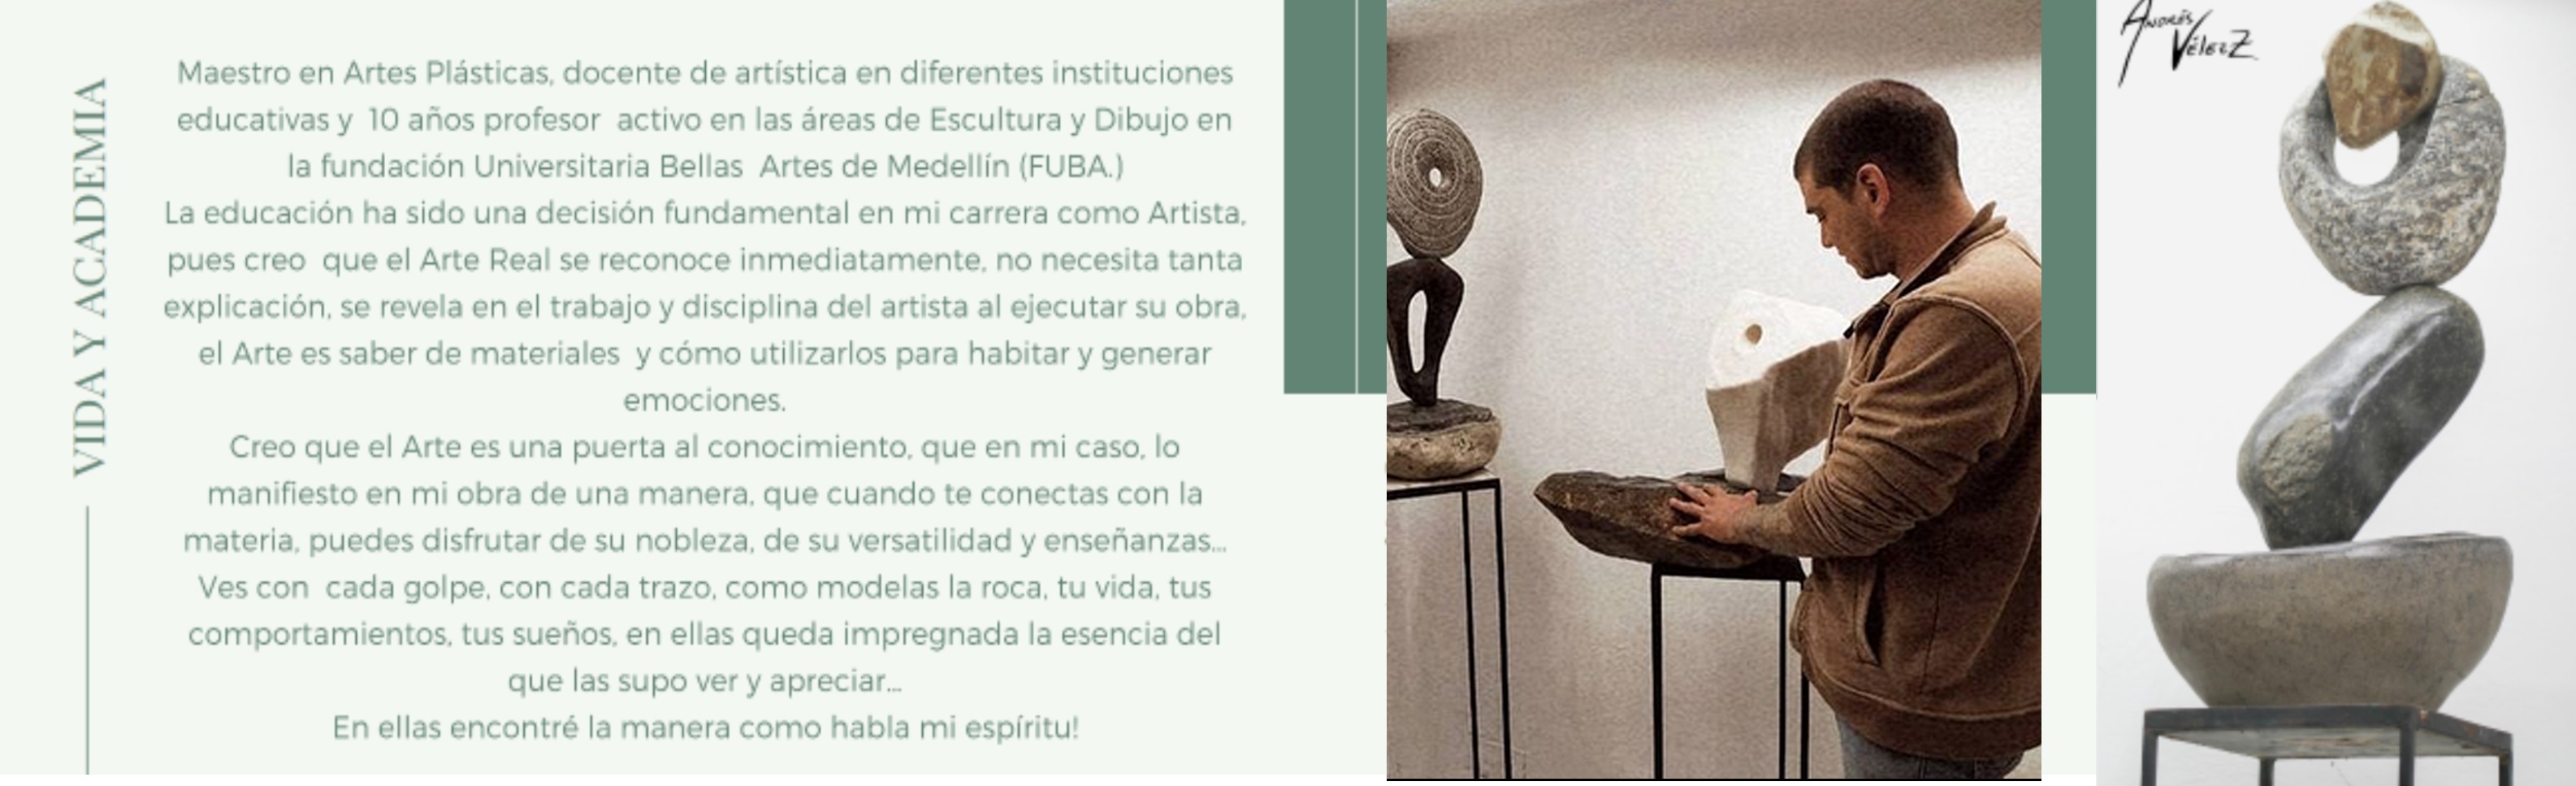 VIDA Y ACADEMIA
Maestro en Artes Plásticas, docente de artística en diferentes instituciones
educativas y 10 años profesor activo en las áreas de Escultura y Dibujo en
la fundación Universitaria Bellas Artes de Medellín (FUBA.)
La educación ha sido una decisión fundamental en mi carrera como Artista,
pues creo que el Arte Real se reconoce inmediatamente, no necesita tanta
explicación, se revela en el trabajo y disciplina del artista al ejecutar su obra,
el Arte es saber de materiales y cómo utilizarlos para habitar y generar
emociones.
Creo que el Arte es una puerta al conocimiento, que en mi caso, lo
manifiesto en mi obra de una manera, que cuando te conectas con la
materia, puedes disfrutar de su nobleza, de su versatilidad y enseñanzas...
Ves con cada golpe, con cada trazo, como modelas la roca, tu vida, tus
comportamientos, tus sueños, en ellas queda impregnada la esencia del
que las supo ver y apreciar...
En ellas encontré la manera como habla mi espíritu!
ANDRÉS
VélezZ